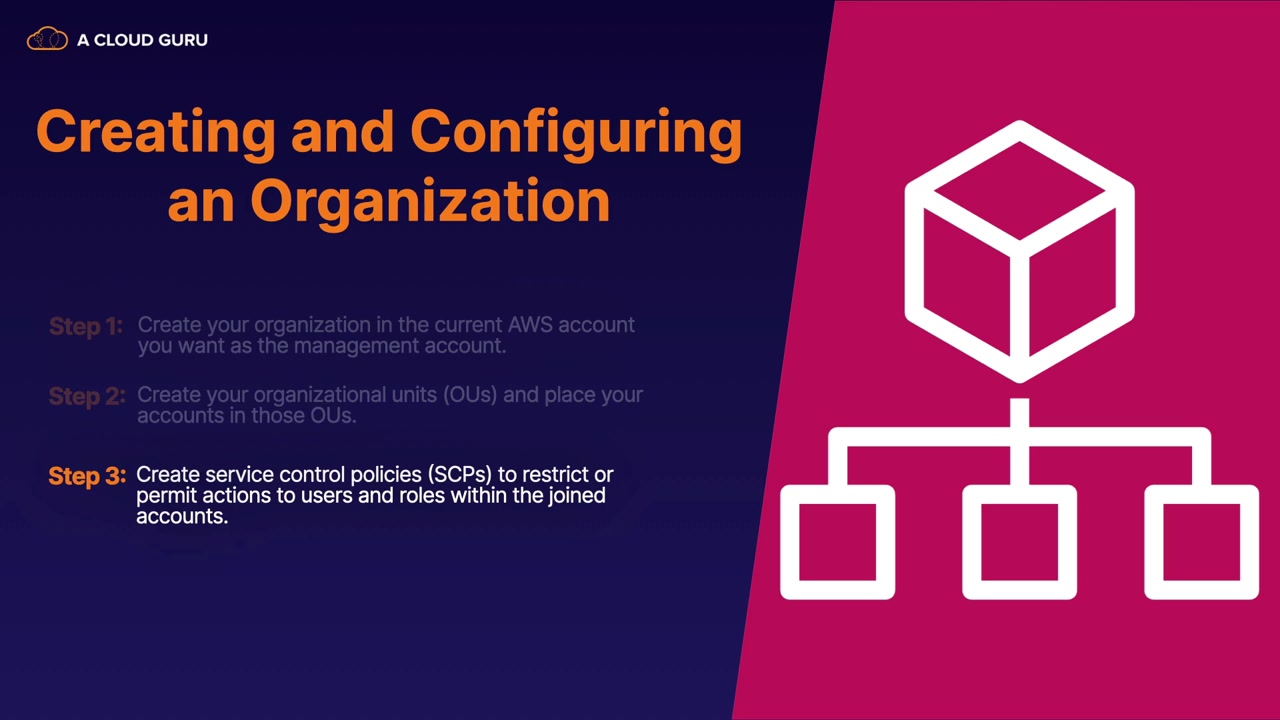 A CLOUD GURU
Creating and Configuring
an Organization
Step 1: Create your organization in the current AWS account
you want as the management account.
Step 2: Create your organizational units (OUs) and place your
accounts in those OUs.
Step 3: Create service control policies (SCPs) to restrict or
permit actions to users and roles within the joined
accounts.